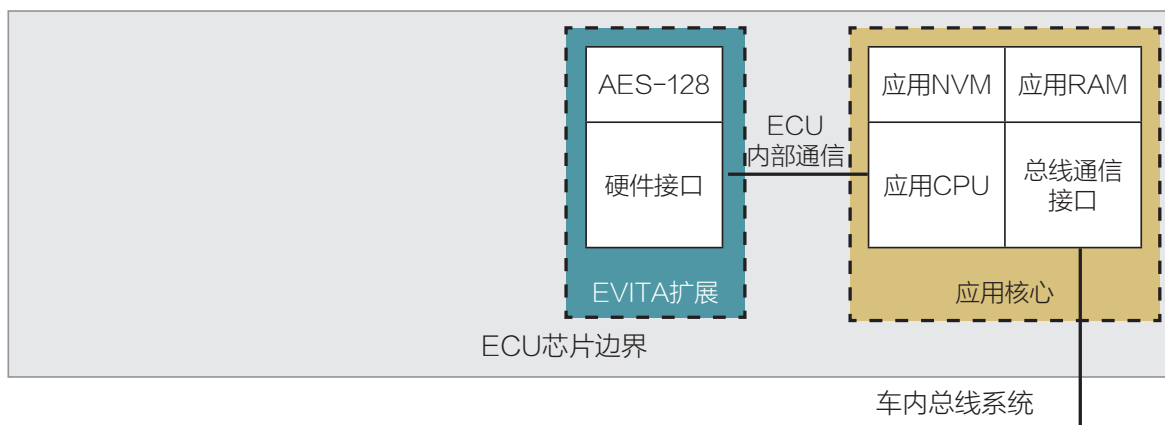 AES-128
硬件接口
EVITA扩展
ECU
内部通信
应用NVM
应用RAM
应用CPU
总线通信
接口
应用核心
ECU芯片边界
车内总线系统